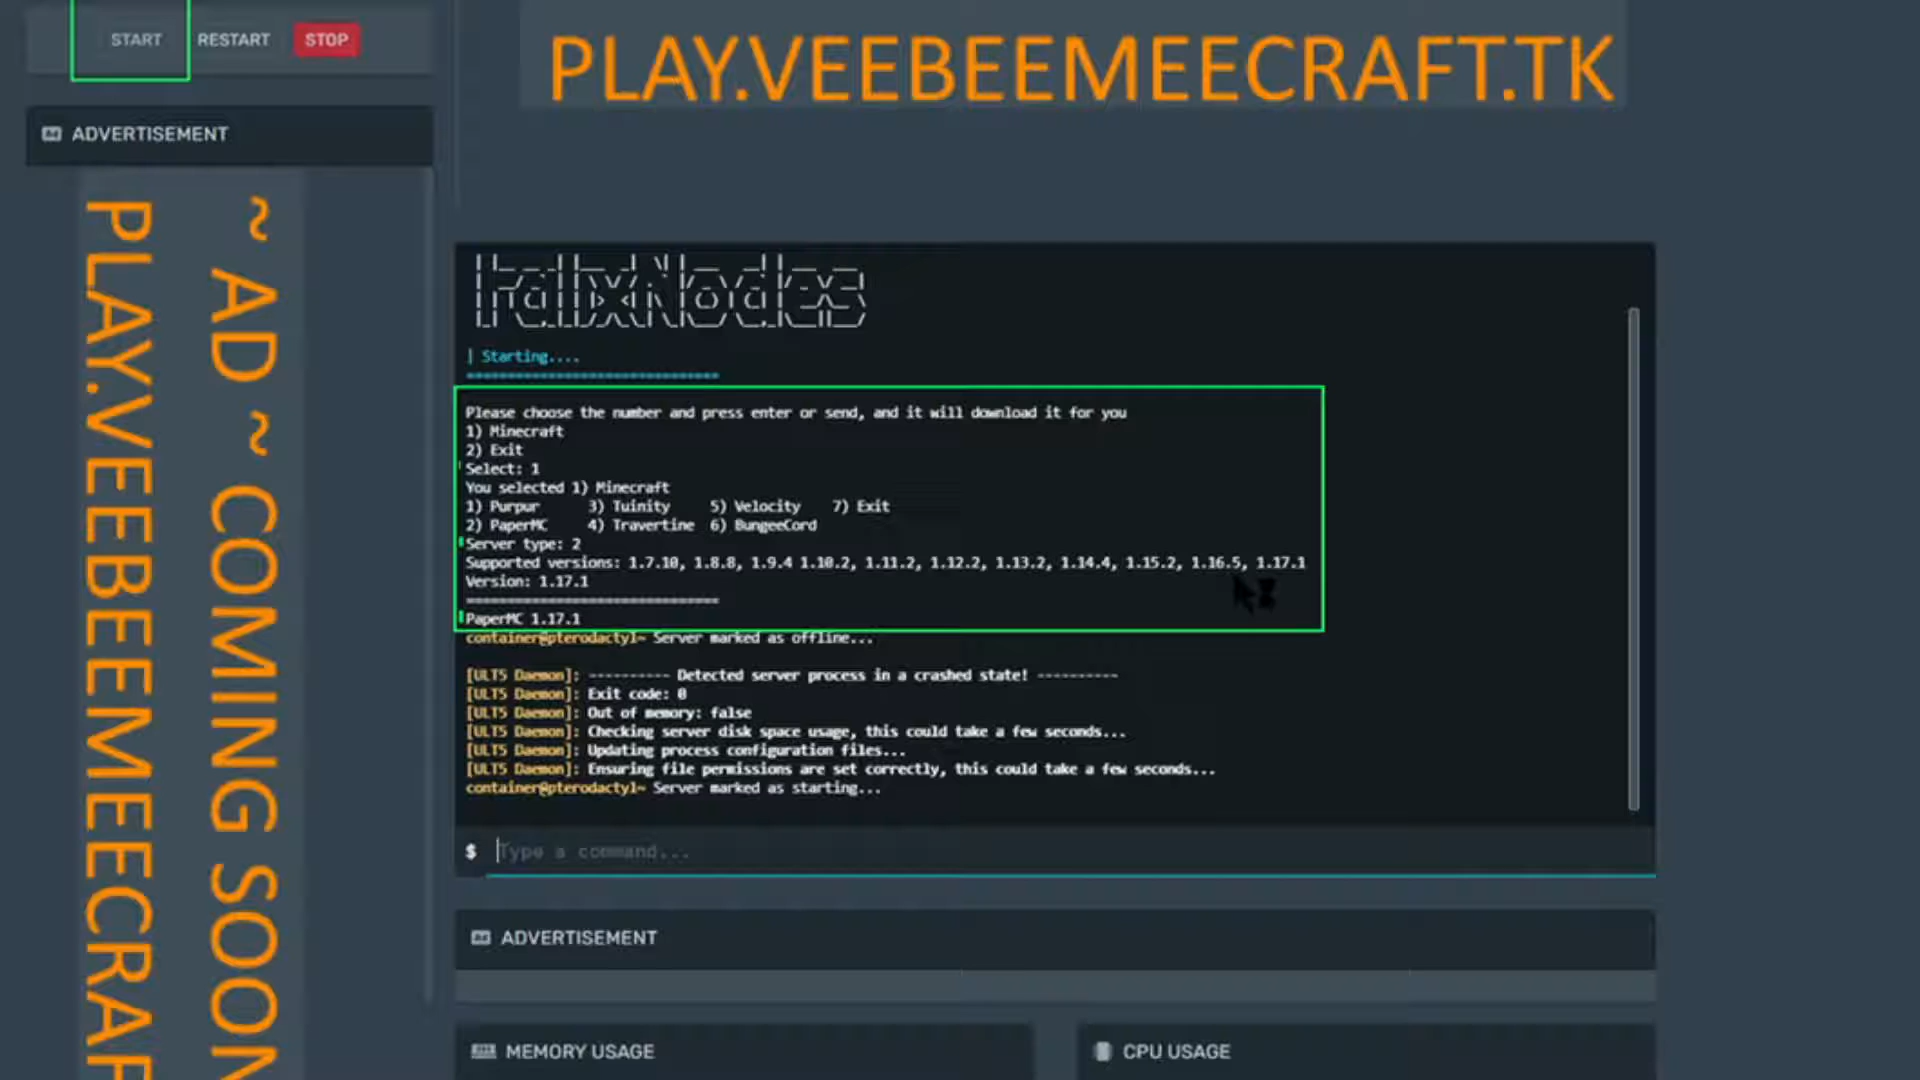 START RESTART STOP
PLAY.VEEBEEMEECRAFT.TK
ADVERTISEMENT
~ AD ~ COMING SOON
PLAY.VEEBEEMEECRAF
FalixNodes
| Starting....
==============================
Please choose the number and press enter or send, and it will download it for you
1) Minecraft
2) Exit
Select: 1
You selected 1) Minecraft
1) Purpur 3) Tuinity 5) Velocity 7) Exit
2) PaperMC 4) Travertine 6) BungeeCord
Server type: 2
Supported versions: 1.7.10, 1.8.8, 1.9.4 1.10.2, 1.11.2, 1.12.2, 1.13.2, 1.14.4, 1.15.2, 1.16.5, 1.17.1
Version: 1.17.1
==============================
PaperMC 1.17.1
container@pterodactyl~ Server marked as offline...
[ULT5 Daemon]: ---------- Detected server process in a crashed state! ----------
[ULT5 Daemon]: Exit code: 0
[ULT5 Daemon]: Out of memory: false
[ULT5 Daemon]: Checking server disk space usage, this could take a few seconds...
[ULT5 Daemon]: Updating process configuration files...
[ULT5 Daemon]: Ensuring file permissions are set correctly, this could take a few seconds...
container@pterodactyl~ Server marked as starting...
$ Type a command...
ADVERTISEMENT
MEMORY USAGE
CPU USAGE